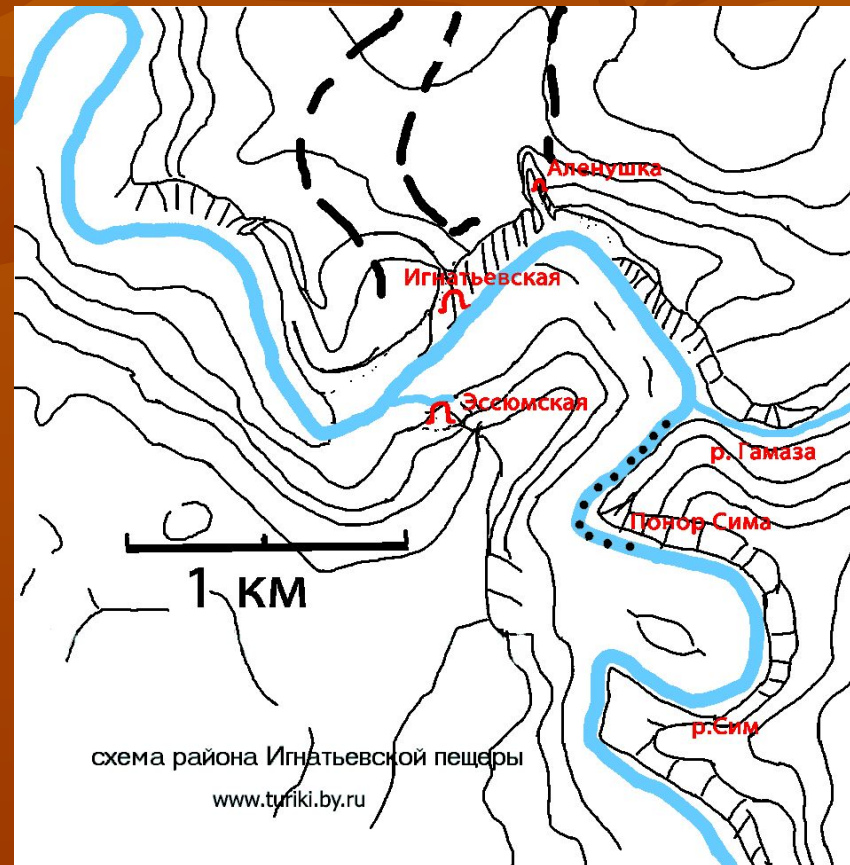 Аленушка
Игнатьевская
Эссюмская
р. Гамаза
Понор Сима
1 км
р.Сим
схема района Игнатьевской пещеры
www.turiki.by.ru